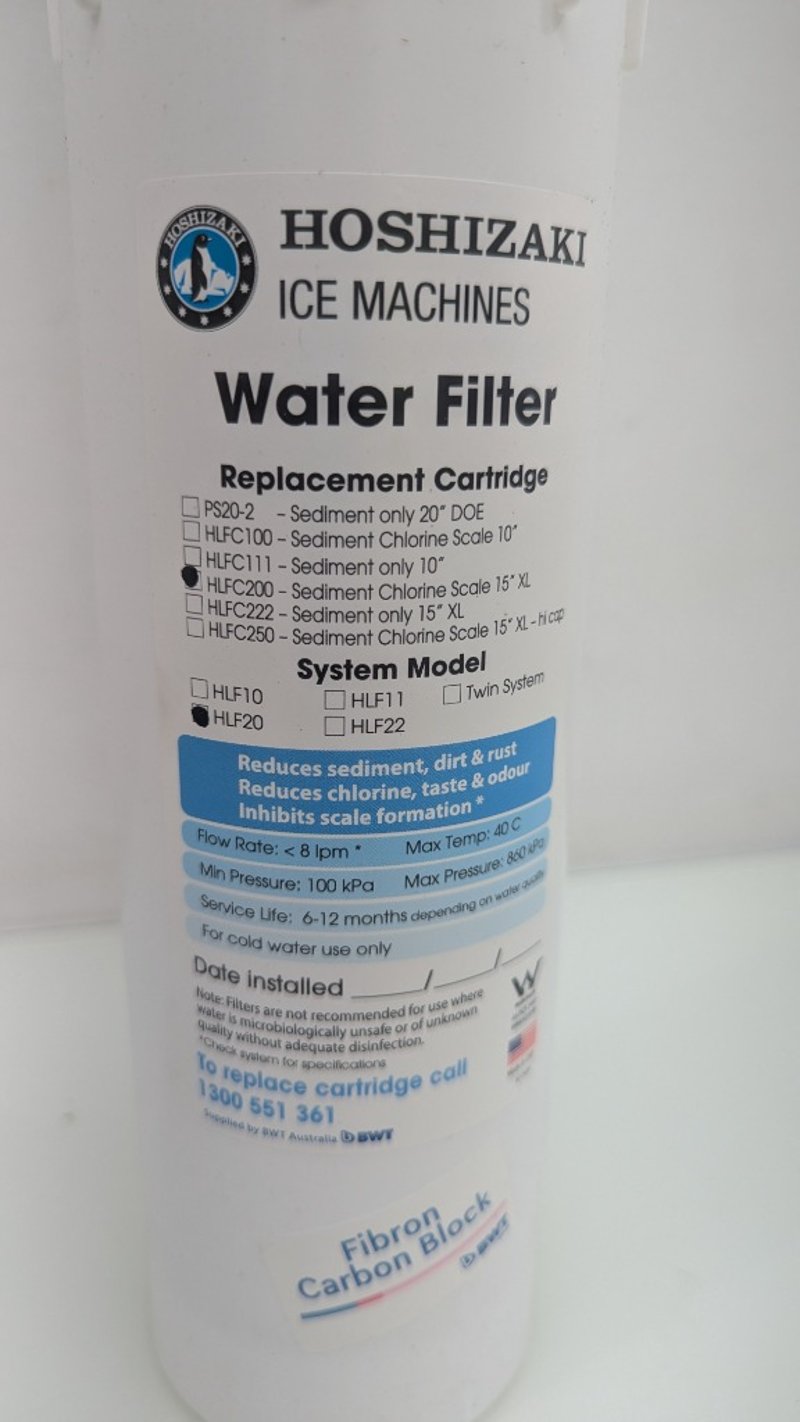 HOSHIZAKI
HOSHIZAKI
ICE MACHINES
Water Filter
Replacement Cartridge
PS20-2 – Sediment only 20" DOE
HLFC100 – Sediment Chlorine Scale 10"
HLFC111 – Sediment only 10"
HLFC200 – Sediment Chlorine Scale 15" XL
HLFC222 – Sediment only 15" XL
HLFC250 – Sediment Chlorine Scale 15" XL - hi cap
System Model
HLF10 HLF11 Twin System
HLF20 HLF22
Reduces sediment, dirt & rust
Reduces chlorine, taste & odour
Inhibits scale formation *
Flow Rate: < 8 lpm * Max Temp: 40 C
Min Pressure: 100 kPa Max Pressure: 860 kPa
Service Life: 6-12 months depending on water quality
For cold water use only
Date installed ____/____/____
Note: Filters are not recommended for use where
water is microbiologically unsafe or of unknown
quality without adequate disinfection.
*Check system for specifications
To replace cartridge call
1300 551 361
Supplied by BWT Australia BWT
Fibron
Carbon Block
BWT